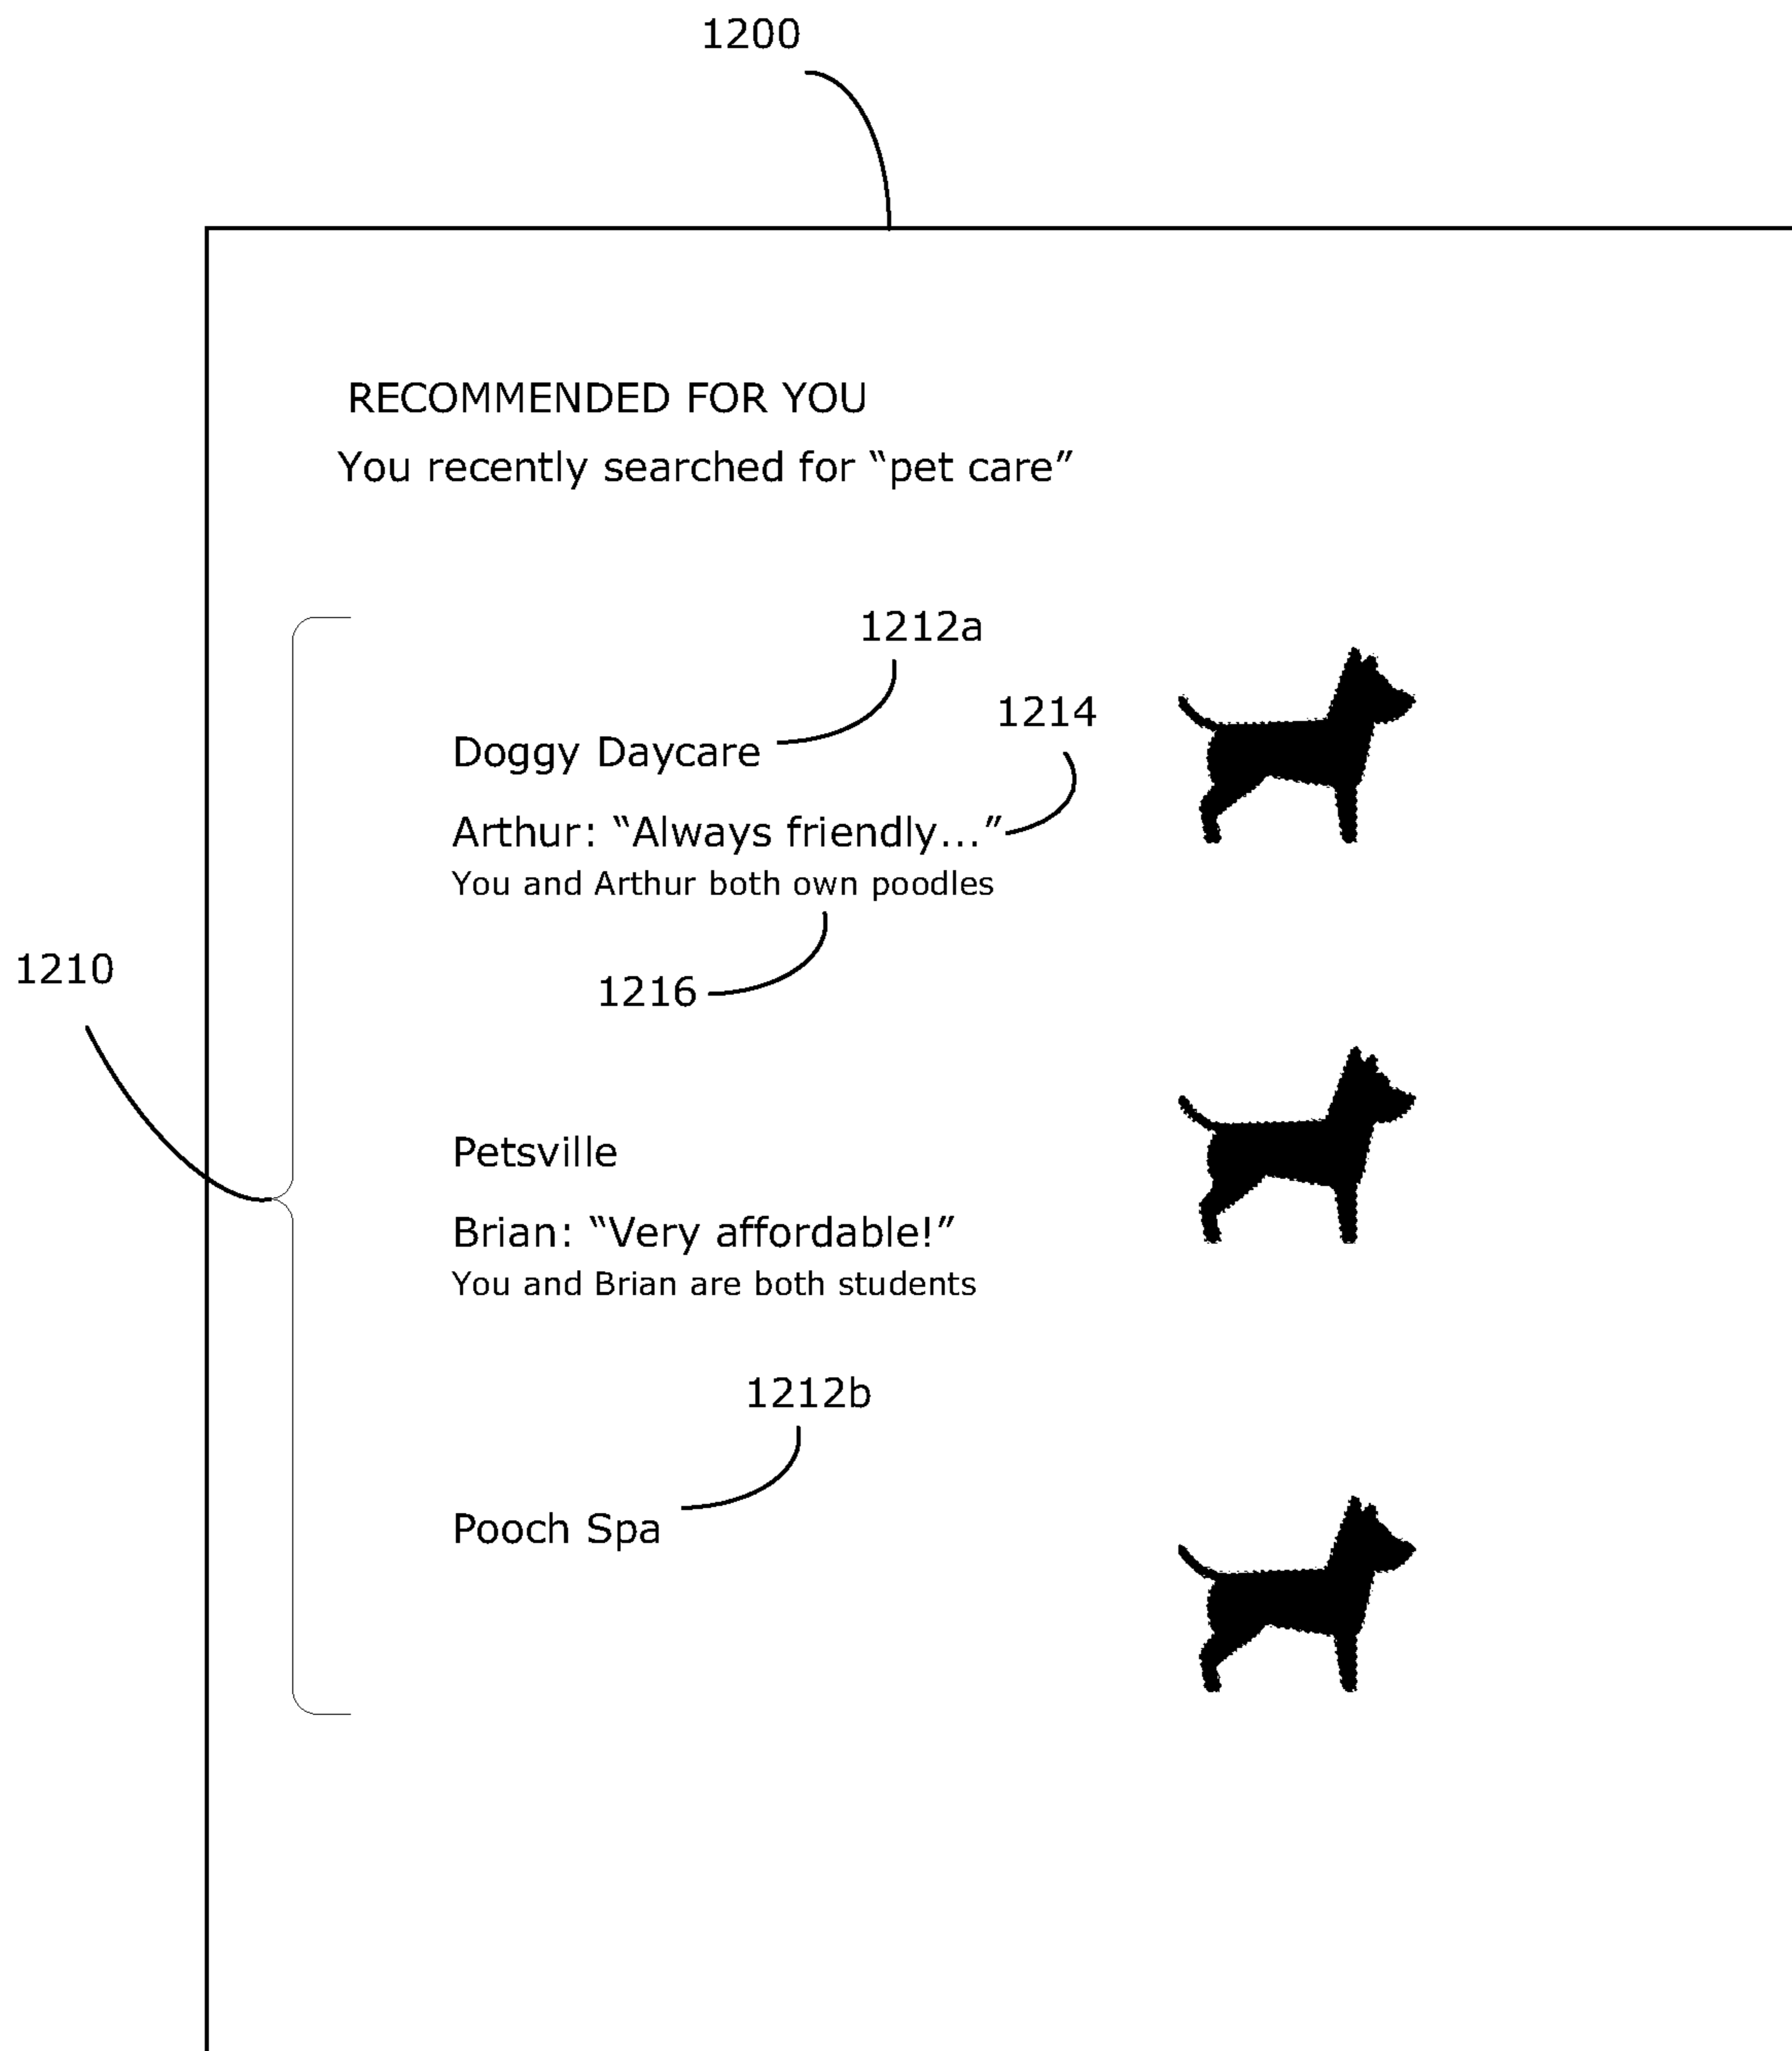 1200
RECOMMENDED FOR YOU
You recently searched for “pet care”
1212a
1214
Doggy Daycare
Arthur: “Always friendly...”
You and Arthur both own poodles
1210
1216
Petsville
Brian: “Very affordable!”
You and Brian are both students
1212b
Pooch Spa